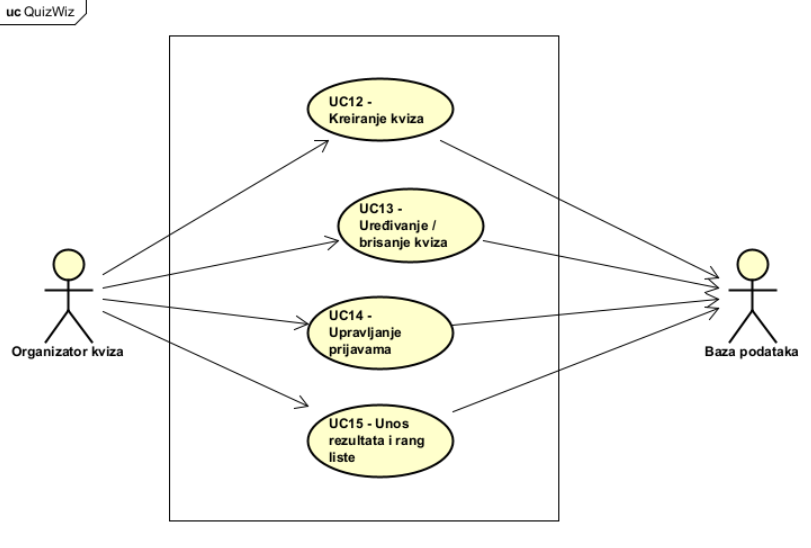 uc QuizWiz
UC12 -
Kreiranje kviza
UC13 -
Uređivanje /
brisanje kviza
UC14 -
Upravljanje
prijavama
UC15 - Unos
rezultata i rang
liste
Organizator kviza
Baza podataka